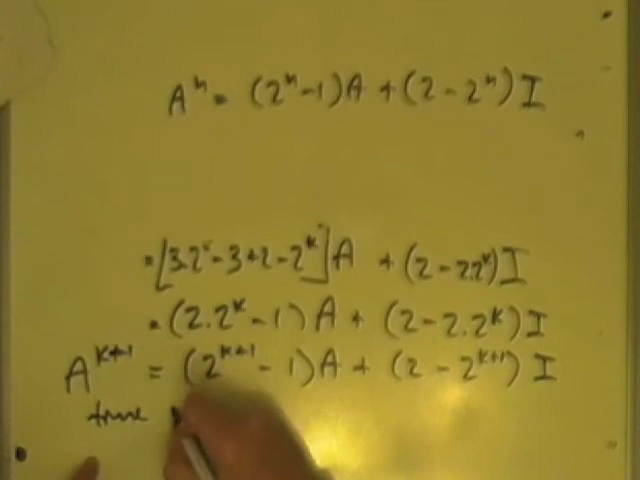 Aⁿ = (2ⁿ - 1)A + (2 - 2ⁿ) I
= [3.2ᵏ - 3 + 2 - 2ᵏ] A + (2 - 2.2ᵏ) I
= (2.2ᵏ - 1) A + (2 - 2.2ᵏ) I
Aᵏ⁺¹ = (2ᵏ⁺¹ - 1)A + (2 - 2ᵏ⁺¹) I
true